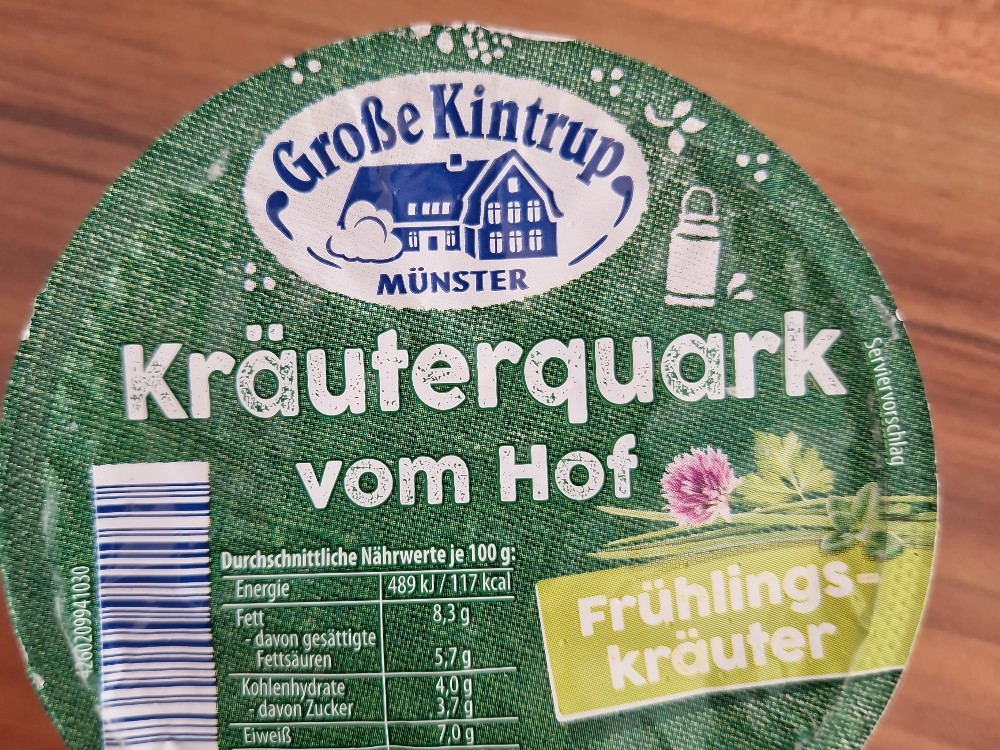 Große Kintrup
MÜNSTER
Kräuterquark
vom Hof
Serviervorschlag
Frühlings-
kräuter
Durchschnittliche Nährwerte je 100 g:
Energie 489 kJ / 117 kcal
Fett 8,3 g
- davon gesättigte
Fettsäuren 5,7 g
Kohlenhydrate 4,0 g
- davon Zucker 3,7 g
Eiweiß 7,0 g